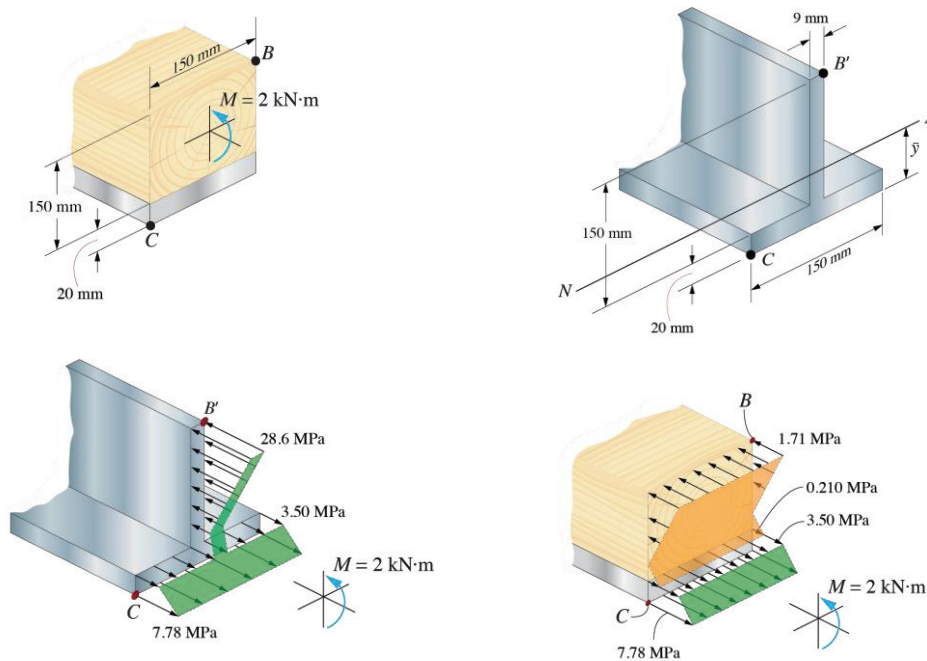 150 mm
B
M = 2 kN·m
150 mm
C
20 mm
9 mm
B'
ȳ
150 mm
N
C
150 mm
20 mm
B'
28.6 MPa
3.50 MPa
M = 2 kN·m
C
7.78 MPa
B
1.71 MPa
0.210 MPa
3.50 MPa
M = 2 kN·m
C
7.78 MPa